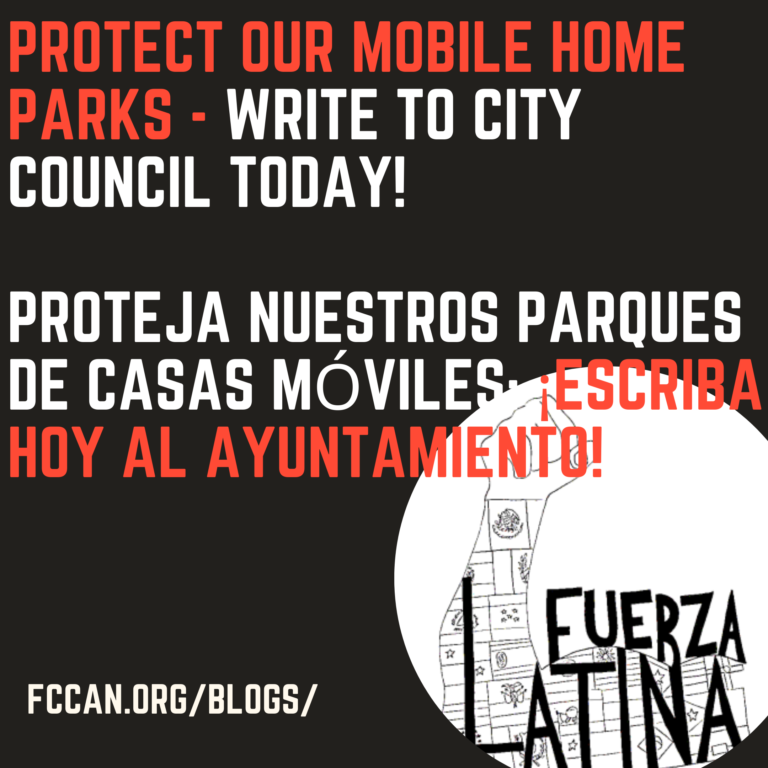 PROTECT OUR MOBILE HOME
PARKS - WRITE TO CITY
COUNCIL TODAY!
PROTEJA NUESTROS PARQUES
DE CASAS MÓVILES: ¡ESCRIBA
HOY AL AYUNTAMIENTO!
FUERZA
LATINA
FCCAN.ORG/BLOGS/